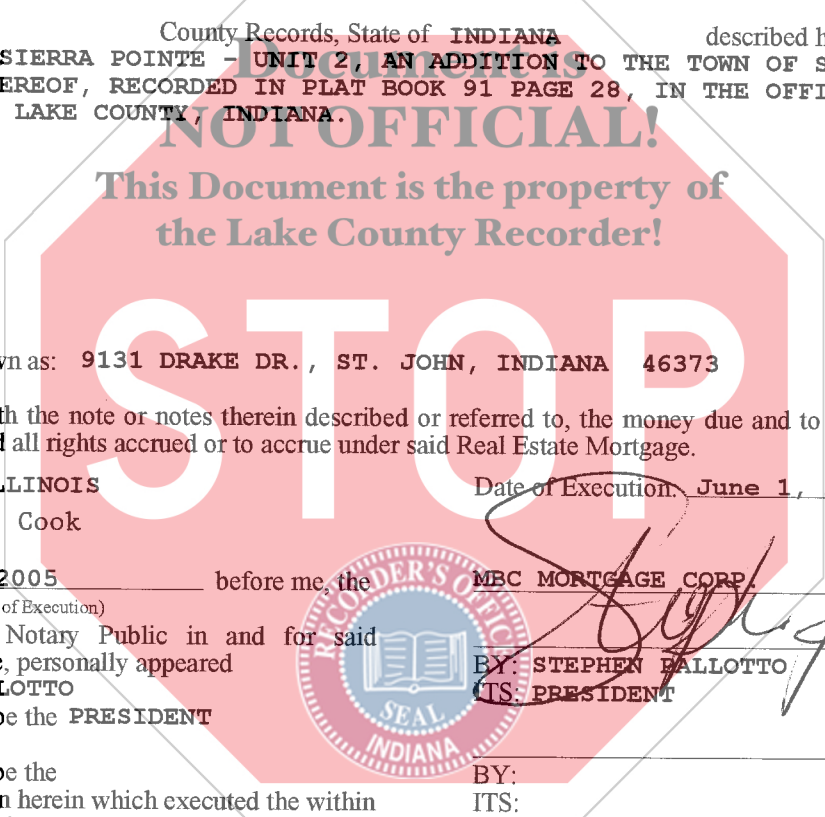 County Records, State of INDIANA described h
SIERRA POINTE - UNIT 2, AN ADDITION TO THE TOWN OF S
EREOF, RECORDED IN PLAT BOOK 91 PAGE 28, IN THE OFFI
LAKE COUNTY, INDIANA.
Document is
NOT OFFICIAL!
This Document is the property of
the Lake County Recorder!
STOP
wn as: 9131 DRAKE DR., ST. JOHN, INDIANA 46373
th the note or notes therein described or referred to, the money due and to
d all rights accrued or to accrue under said Real Estate Mortgage.
LLINOIS
Cook
Date of Execution: June 1,
2005 before me, the
of Execution)
Notary Public in and for said
e, personally appeared
LOTTO
be the PRESIDENT
be the
n herein which executed the within
MBC MORTGAGE CORP.
BY: STEPHEN PALLOTTO
ITS: PRESIDENT
BY:
ITS:
RECORDER'S OFFICE
SEAL
INDIANA